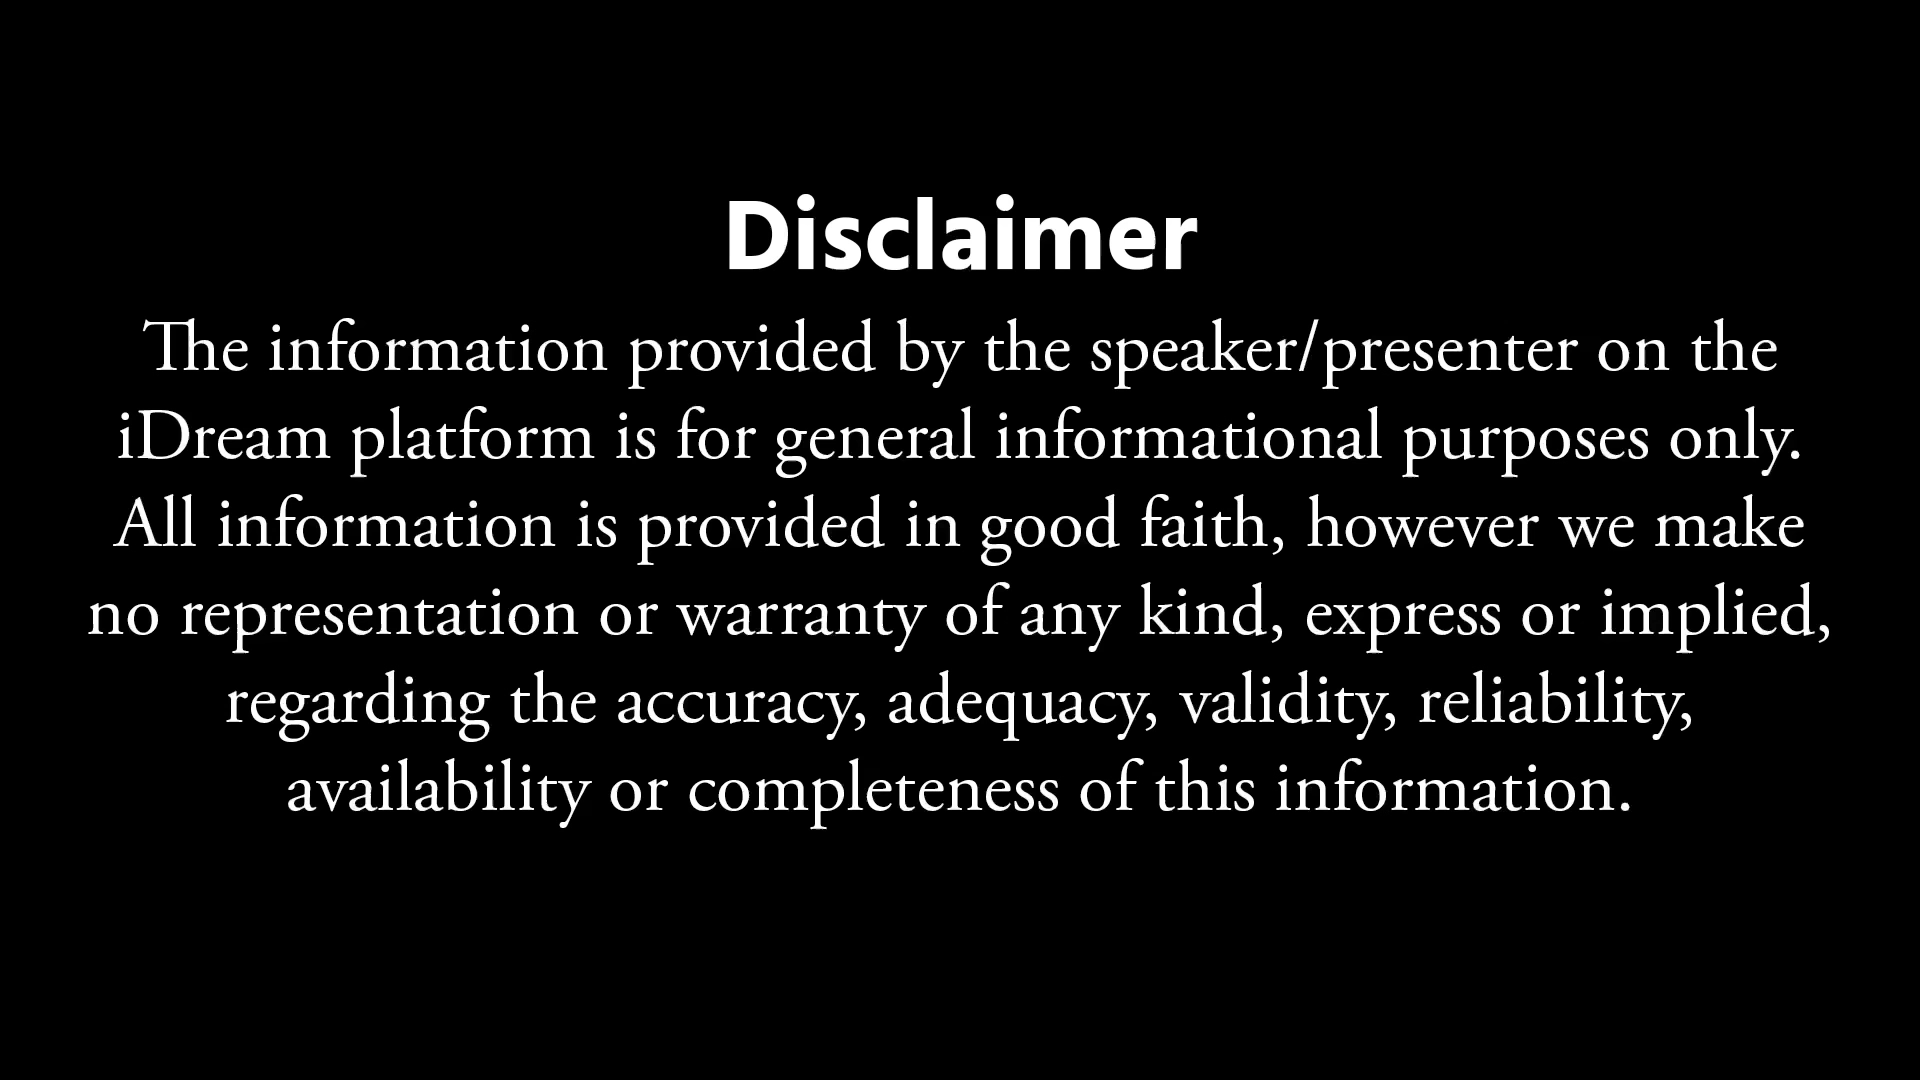 Disclaimer
The information provided by the speaker/presenter on the
iDream platform is for general informational purposes only.
All information is provided in good faith, however we make
no representation or warranty of any kind, express or implied,
regarding the accuracy, adequacy, validity, reliability,
availability or completeness of this information.